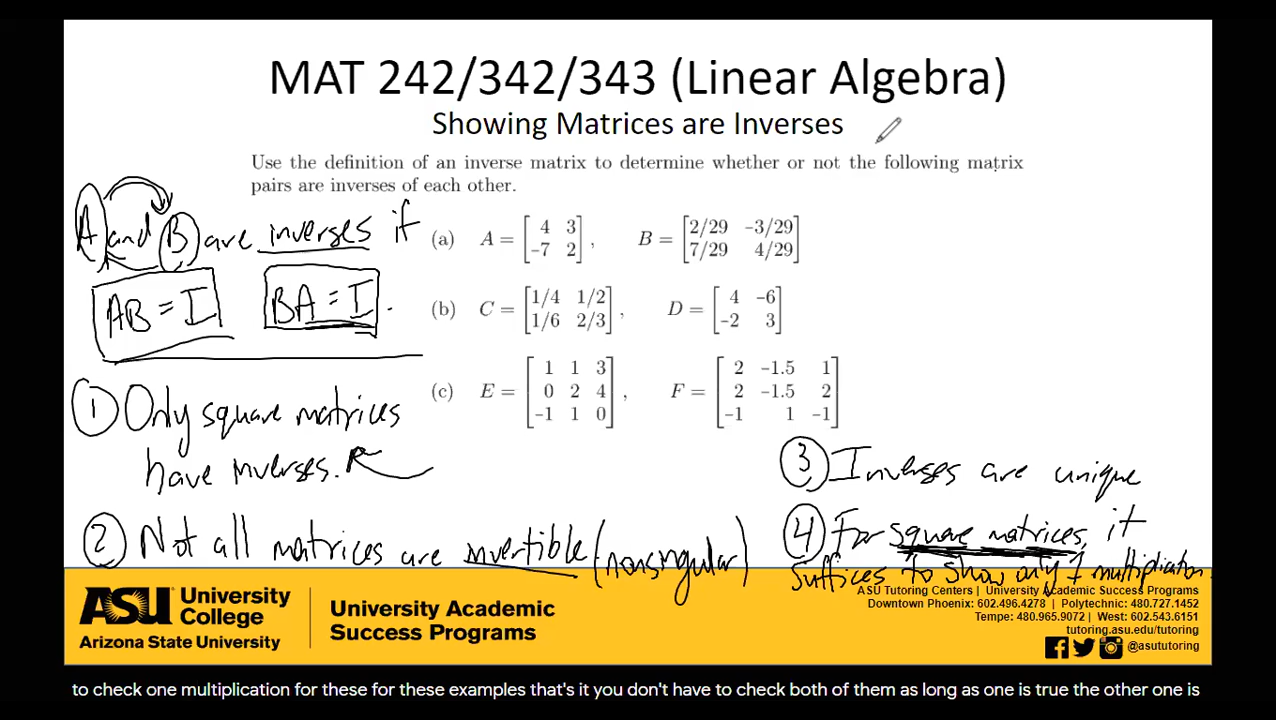 MAT 242/342/343 (Linear Algebra)
Showing Matrices are Inverses
Use the definition of an inverse matrix to determine whether or not the following matrix
pairs are inverses of each other.
A and B are inverses if
AB = I BA = I.
(a) A = [4 3; -7 2], B = [2/29 -3/29; 7/29 4/29]
(b) C = [1/4 1/2; 1/6 2/3], D = [4 -6; -2 3]
(c) E = [1 1 3; 0 2 4; -1 1 0], F = [2 -1.5 1; 2 -1.5 2; -1 1 -1]
① Only square matrices
have inverses.
② Not all matrices are invertible (nonsingular)
③ Inverses are unique
④ For square matrices, it
suffices to show only 1 multiplication.
ASU University
College
Arizona State University
University Academic
Success Programs
ASU Tutoring Centers | University Academic Success Programs
Downtown Phoenix: 602.496.4278 | Polytechnic: 480.727.1452
Tempe: 480.965.9072 | West: 602.543.6151
tutoring.asu.edu/tutoring
@asututoring
to check one multiplication for these for these examples that's it you don't have to check both of them as long as one is true the other one is